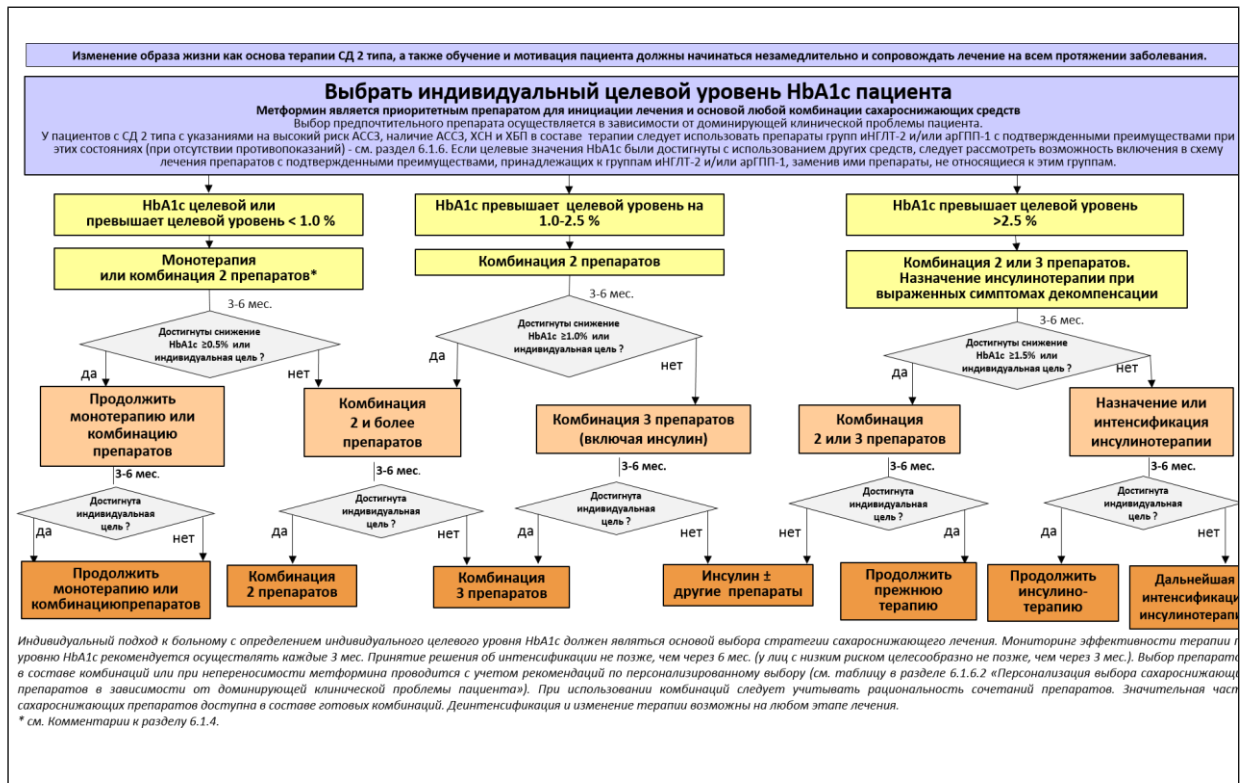 Изменение образа жизни как основа терапии СД 2 типа, а также обучение и мотивация пациента должны начинаться незамедлительно и сопровождать лечение на всем протяжении заболевания.
Выбрать индивидуальный целевой уровень HbA1c пациента
Метформин является приоритетным препаратом для инициации лечения и основой любой комбинации сахароснижающих средств
Выбор предпочтительного препарата осуществляется в зависимости от доминирующей клинической проблемы пациента.
У пациентов с СД 2 типа с указаниями на высокий риск АССЗ, наличие АССЗ, ХСН и ХБП в составе терапии следует использовать препараты групп иНГЛТ-2 и/или арГПП-1 с подтвержденными преимуществами при
этих состояниях (при отсутствии противопоказаний) - см. раздел 6.1.6. Если целевые значения HbA1c были достигнуты с использованием других средств, следует рассмотреть возможность включения в схему
лечения препаратов с подтвержденными преимуществами, принадлежащих к группам иНГЛТ-2 и/или арГПП-1, заменив ими препараты, не относящиеся к этим группам.
HbA1c целевой или
превышает целевой уровень < 1.0 %
HbA1c превышает целевой уровень на
1.0-2.5 %
HbA1c превышает целевой уровень
>2.5 %
Монотерапия
или комбинация 2 препаратов*
Комбинация 2 препаратов
Комбинация 2 или 3 препаратов.
Назначение инсулинотерапии при
выраженных симптомах декомпенсации
3-6 мес.
3-6 мес.
3-6 мес.
Достигнуты снижение
HbA1c ≥0.5% или
индивидуальная цель ?
Достигнуты снижение
HbA1c ≥1.0% или
индивидуальная цель ?
Достигнуты снижение
HbA1c ≥1.5% или
индивидуальная цель ?
да
нет
да
нет
да
нет
Продолжить
монотерапию или
комбинацию
препаратов
Комбинация
2 и более
препаратов
Комбинация 3 препаратов
(включая инсулин)
Комбинация
2 или 3 препаратов
Назначение или
интенсификация
инсулинотерапии
3-6 мес.
3-6 мес.
3-6 мес.
3-6 мес.
3-6 мес.
Достигнута
индивидуальная
цель ?
Достигнута
индивидуальная
цель ?
Достигнута
индивидуальная
цель ?
Достигнута
индивидуальная
цель ?
Достигнута
индивидуальная
цель ?
да
нет
да
нет
да
нет
да
нет
да
нет
Продолжить
монотерапию или
комбинациюпрепаратов
Комбинация
2 препаратов
Комбинация
3 препаратов
Инсулин ±
другие препараты
Продолжить
прежнюю
терапию
Продолжить
инсулино-
терапию
Дальнейшая
интенсификаци
инсулинотерапи
Индивидуальный подход к больному с определением индивидуального целевого уровня HbA1c должен являться основой выбора стратегии сахароснижающего лечения. Мониторинг эффективности терапии п
уровню HbA1c рекомендуется осуществлять каждые 3 мес. Принятие решения об интенсификации не позже, чем через 6 мес. (у лиц с низким риском целесообразно не позже, чем через 3 мес.). Выбор препарато
в составе комбинаций или при непереносимости метформина проводится с учетом рекомендаций по персонализированному выбору (см. таблицу в разделе 6.1.6.2 «Персонализация выбора сахароснижающи
препаратов в зависимости от доминирующей клинической проблемы пациента»). При использовании комбинаций следует учитывать рациональность сочетаний препаратов. Значительная част
сахароснижающих препаратов доступна в составе готовых комбинаций. Деинтенсификация и изменение терапии возможны на любом этапе лечения.
* см. Комментарии к разделу 6.1.4.